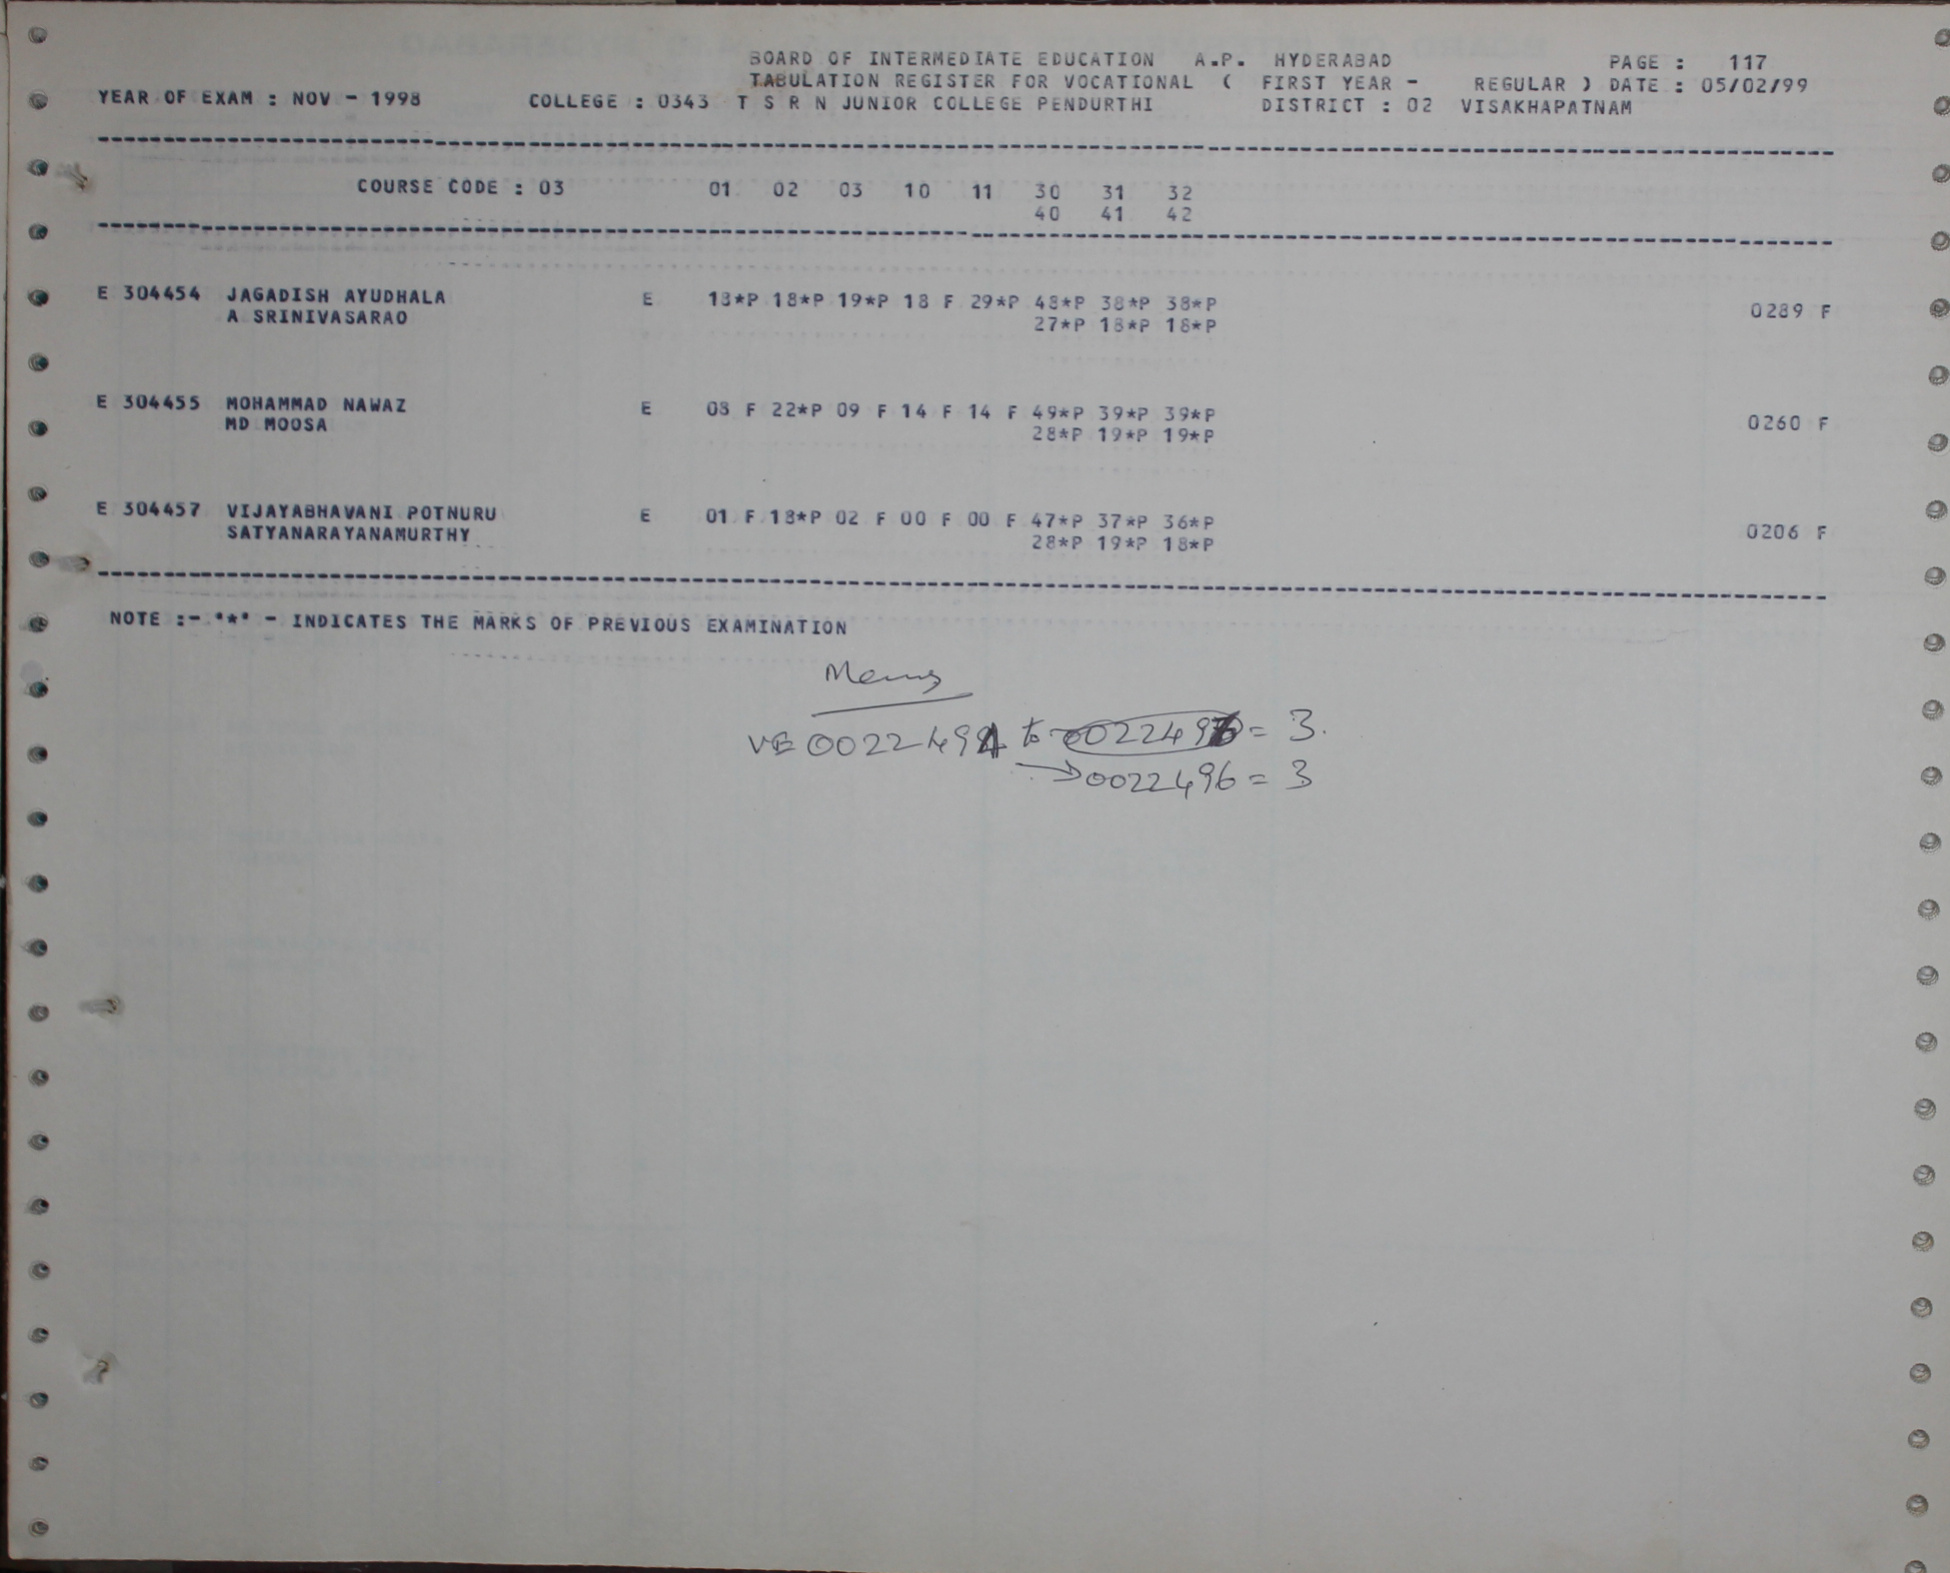 BOARD OF INTERMEDIATE EDUCATION A.P. HYDERABAD PAGE : 117
TABULATION REGISTER FOR VOCATIONAL ( FIRST YEAR - REGULAR ) DATE : 05/02/99
YEAR OF EXAM : NOV - 1998 COLLEGE : 0343 T S R N JUNIOR COLLEGE PENDURTHI DISTRICT : 02 VISAKHAPATNAM
COURSE CODE : 03 01 02 03 10 11 30 31 32
40 41 42
E 304454 JAGADISH AYUDHALA E 18*P 18*P 19*P 18 F 29*P 48*P 38*P 38*P 0289 F
A SRINIVASARAO 27*P 18*P 18*P
E 304455 MOHAMMAD NAWAZ E 08 F 22*P 09 F 14 F 14 F 49*P 39*P 39*P 0260 F
MD MOOSA 28*P 19*P 19*P
E 304457 VIJAYABHAVANI POTNURU E 01 F 18*P 02 F 00 F 00 F 47*P 37*P 36*P 0206 F
SATYANARAYANAMURTHY 28*P 19*P 18*P
NOTE :- '*' - INDICATES THE MARKS OF PREVIOUS EXAMINATION
Memos
VE 0022494 to 0022496 = 3.
0022496 = 3